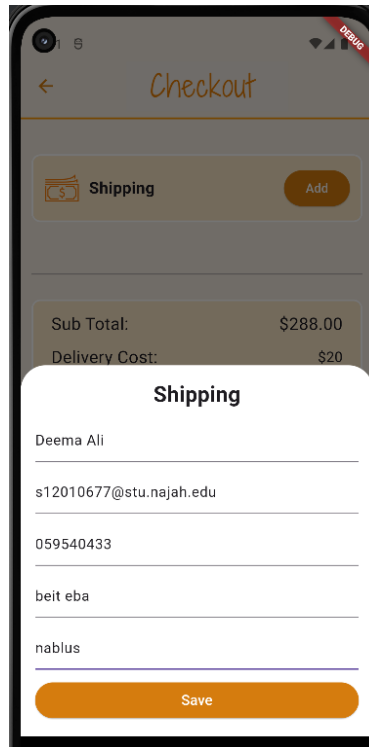 DEBUG
Checkout
Shipping
Add
Sub Total: $288.00
Delivery Cost: $20
Shipping
Deema Ali
s12010677@stu.najah.edu
059540433
beit eba
nablus
Save